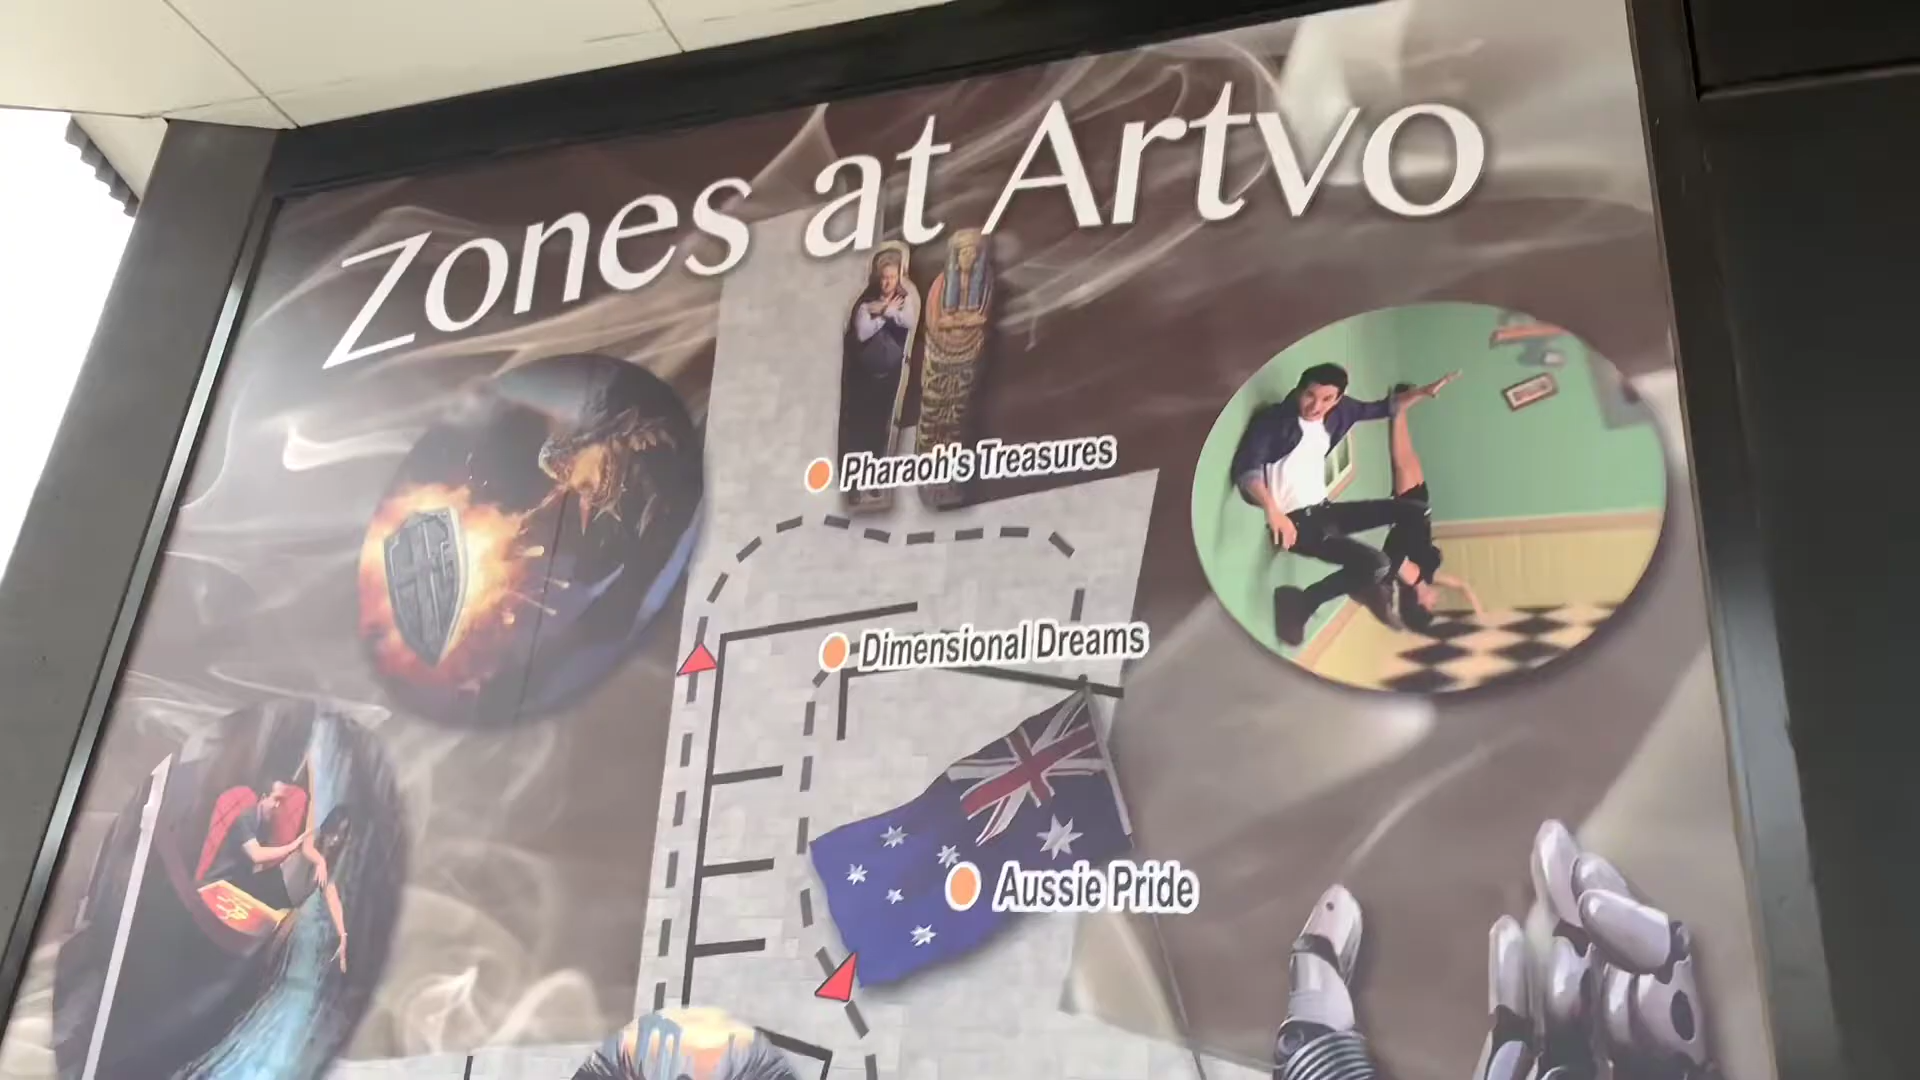 Zones at Artvo
Pharaoh's Treasures
Dimensional Dreams
Aussie Pride